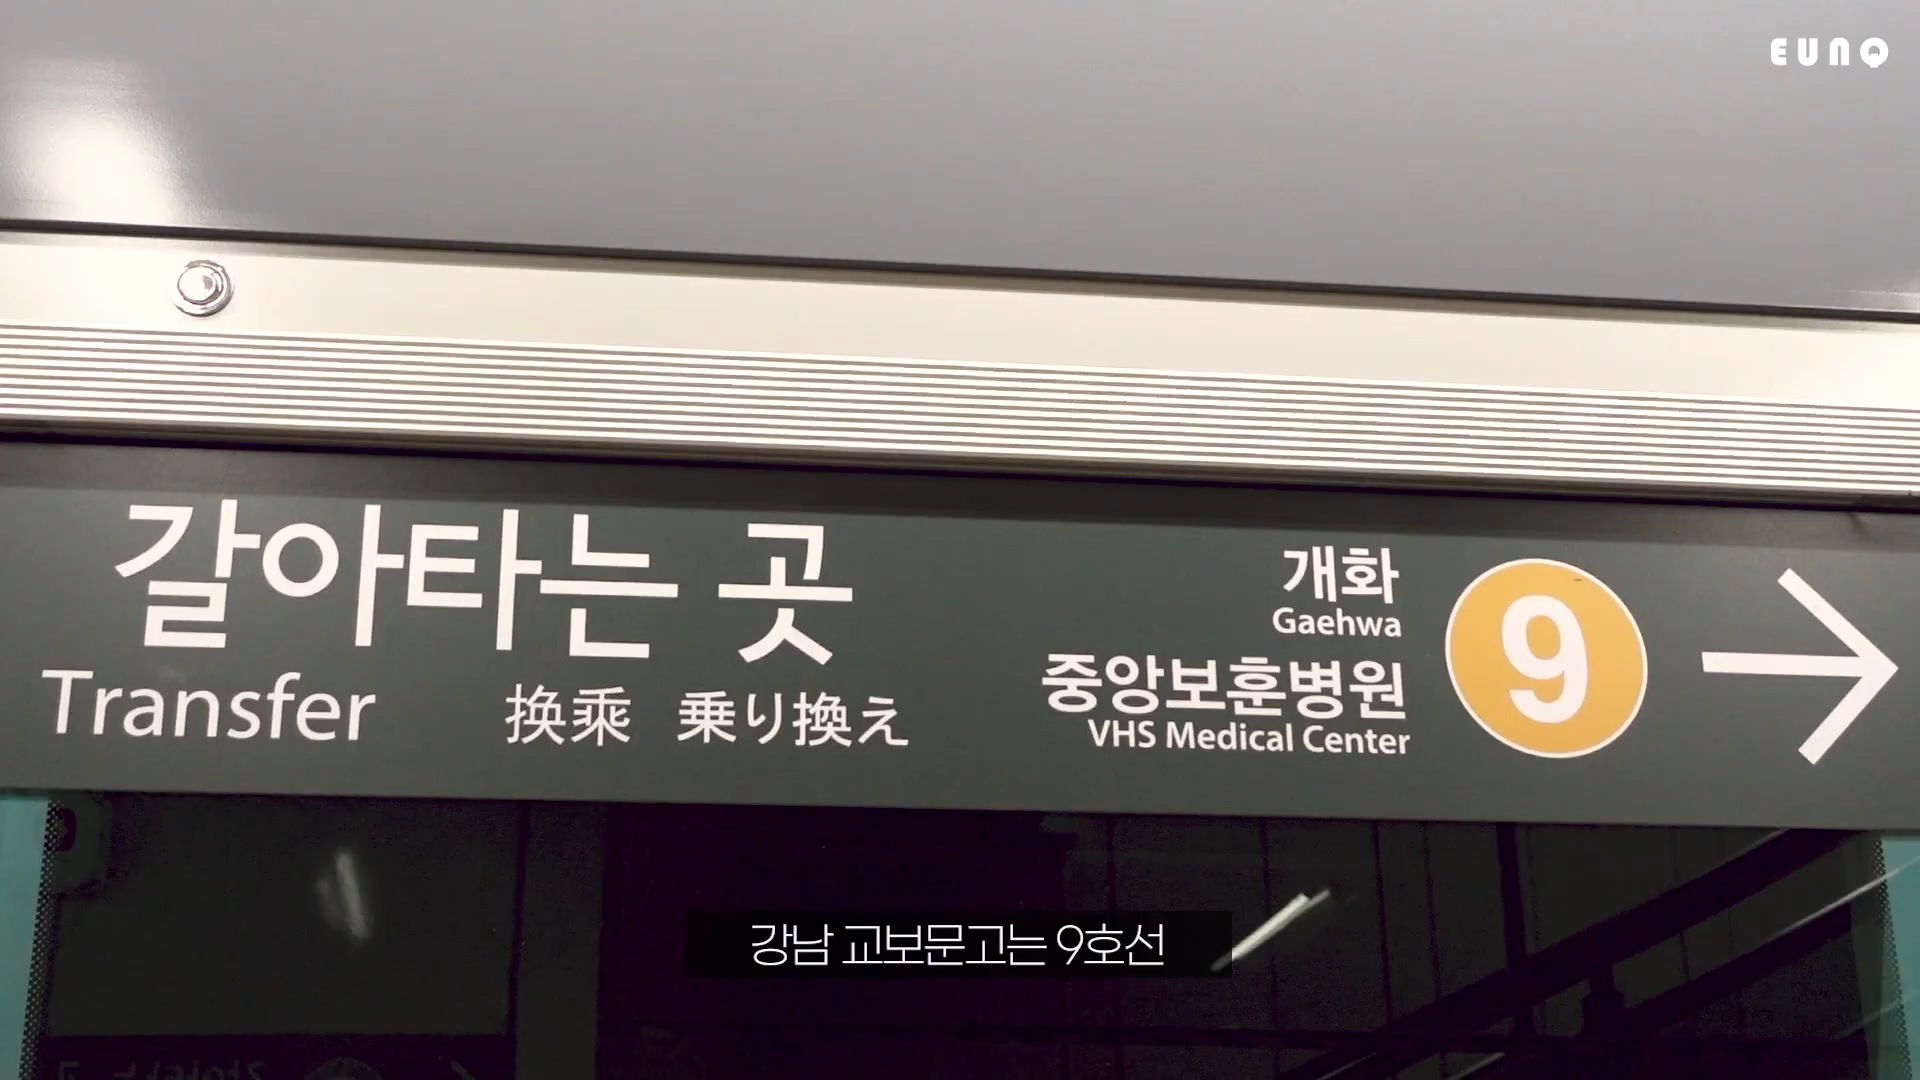 EUNQ
갈아타는 곳
Transfer 换乘 乗り換え
개화
Gaehwa
중앙보훈병원
VHS Medical Center
9
강남 교보문고는 9호선